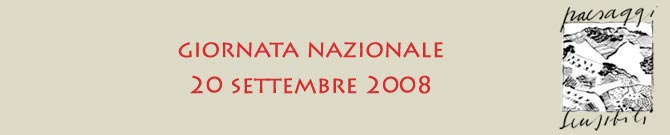 GIORNATA NAZIONALE
20 SETTEMBRE 2008
paesaggi
sensibili